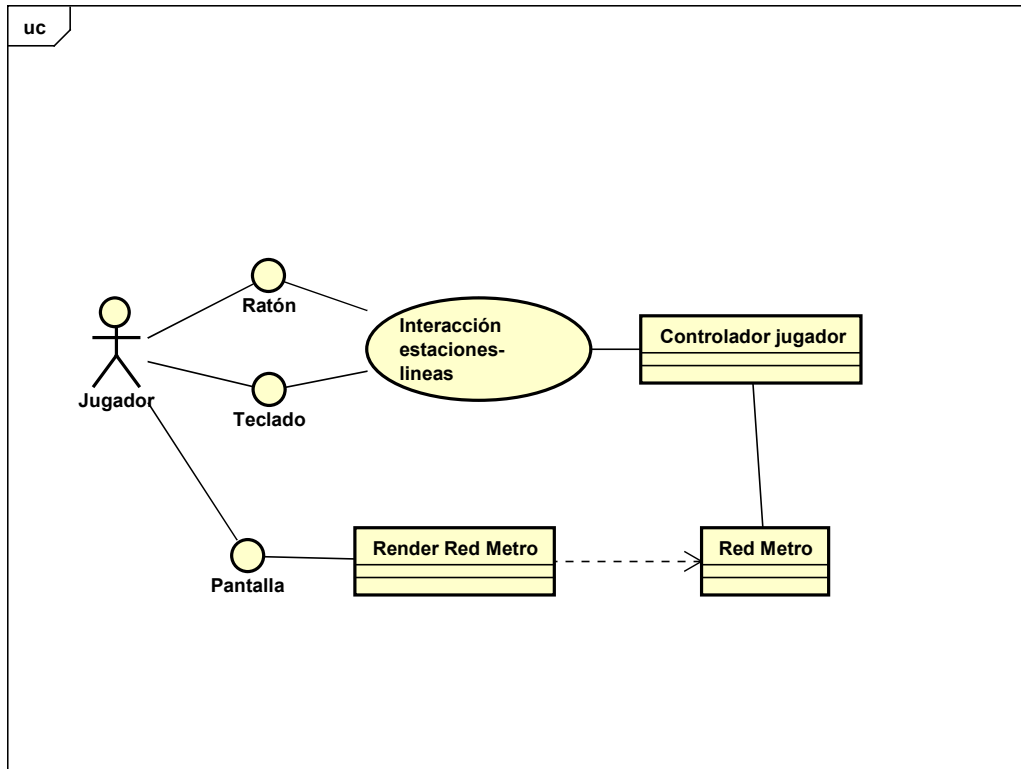 uc
Ratón
Interacción
estaciones-
lineas
Controlador jugador
Jugador
Teclado
Render Red Metro
Red Metro
Pantalla